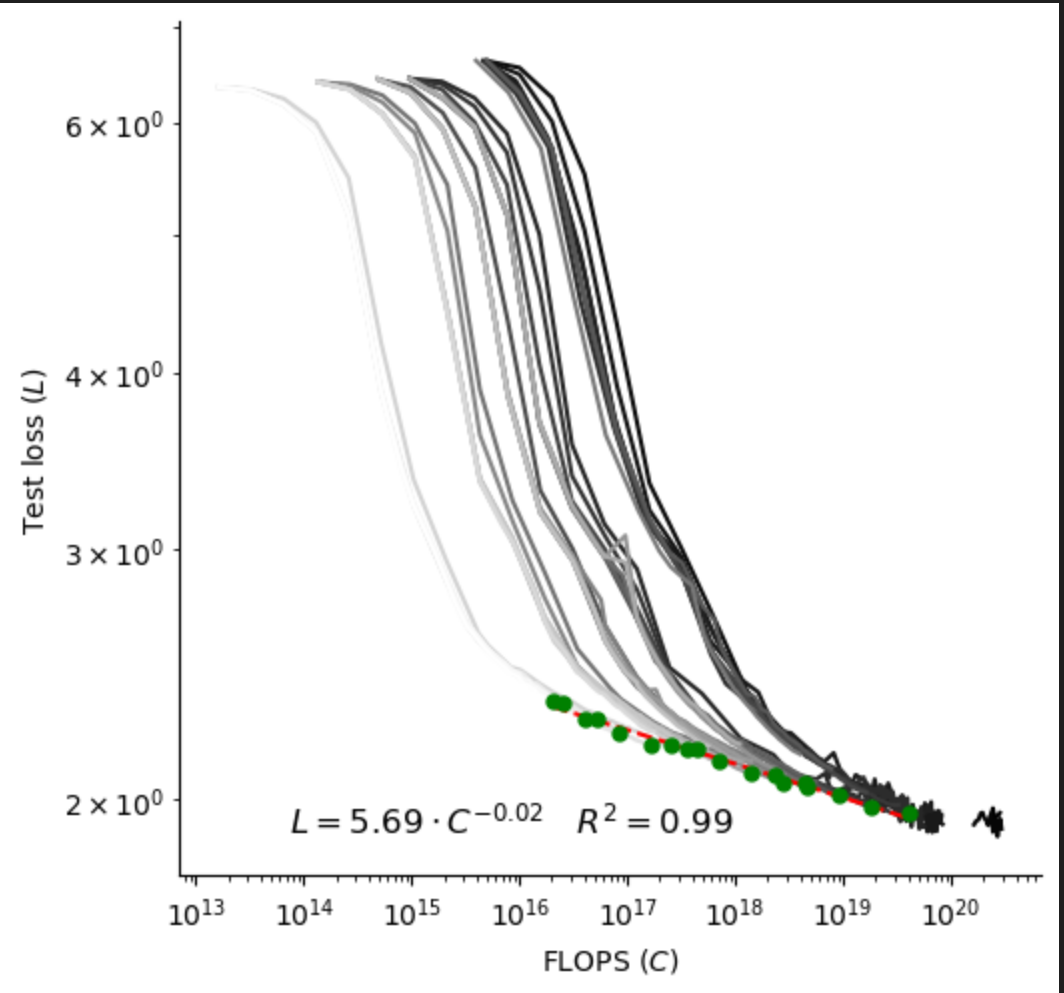 6 × 10⁰
4 × 10⁰
3 × 10⁰
2 × 10⁰
Test loss (L)
L = 5.69 · C⁻⁰·⁰² R² = 0.99
10¹³ 10¹⁴ 10¹⁵ 10¹⁶ 10¹⁷ 10¹⁸ 10¹⁹ 10²⁰
FLOPS (C)